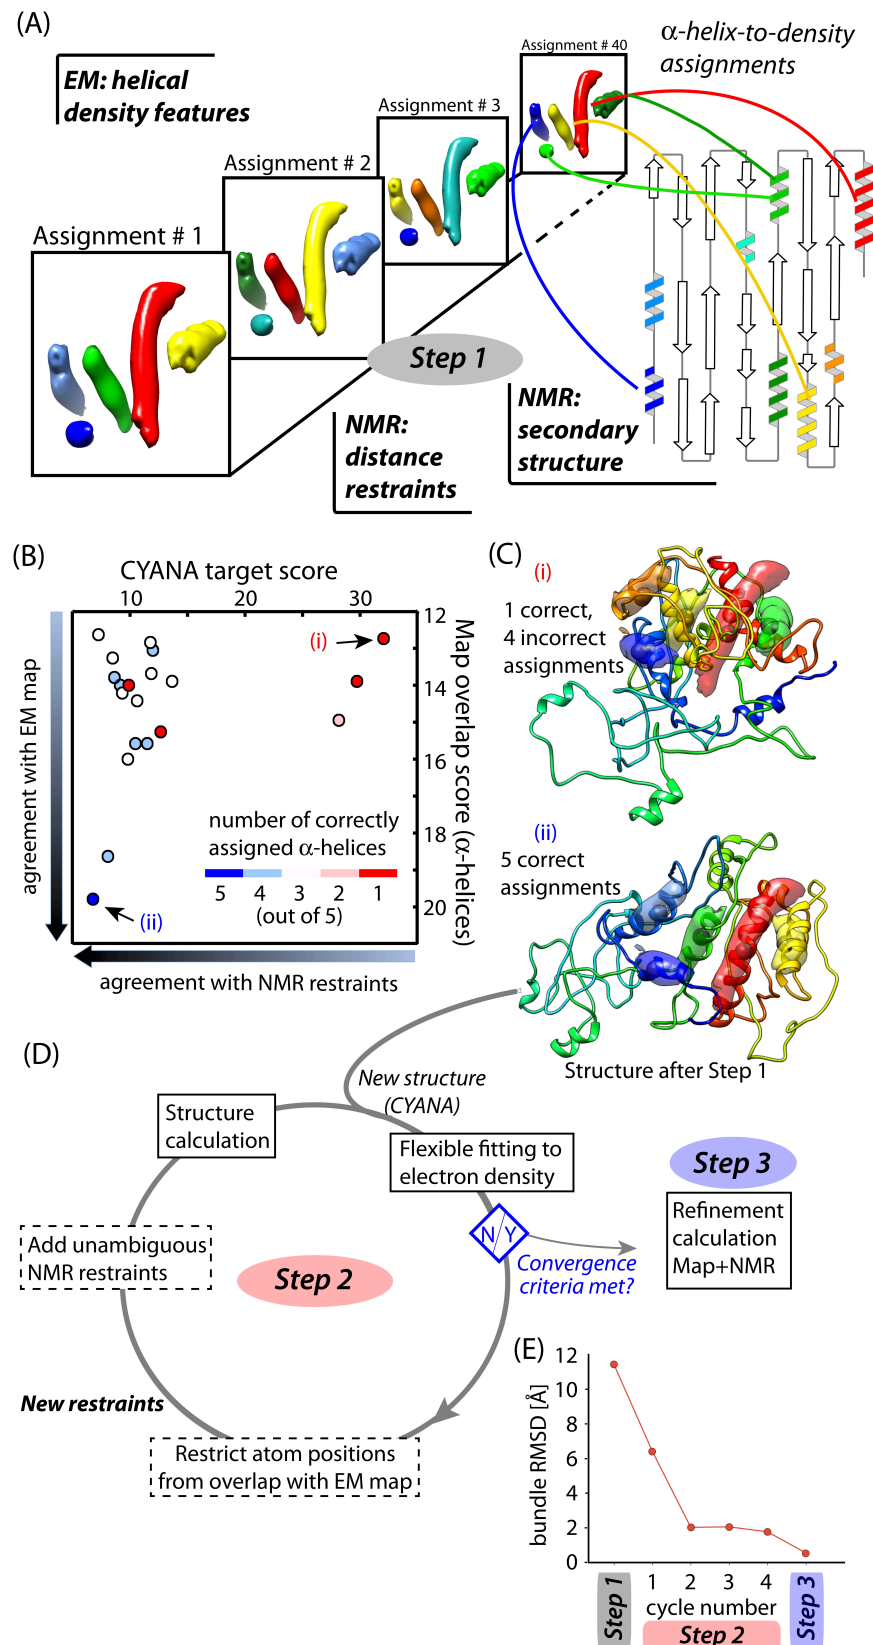 (A)
EM: helical
density features
Assignment # 1
Assignment # 2
Assignment # 3
Assignment # 40
α-helix-to-density
assignments
Step 1
NMR:
distance
restraints
NMR:
secondary
structure
(B)
CYANA target score
10
20
30
12
14
16
18
20
Map overlap score (α-helices)
agreement with EM map
agreement with NMR restraints
(i)
(ii)
number of correctly
assigned α-helices
5 4 3 2 1
(out of 5)
(C)
(i)
1 correct,
4 incorrect
assignments
(ii)
5 correct
assignments
Structure after Step 1
(D)
New structure
(CYANA)
Structure
calculation
Flexible fitting to
electron density
N/Y
Convergence
criteria met?
Step 3
Refinement
calculation
Map+NMR
Add unambiguous
NMR restraints
Step 2
New restraints
Restrict atom positions
from overlap with EM map
(E)
bundle RMSD [Å]
12
10
8
6
4
2
0
Step 1
1 2 3 4
cycle number
Step 2
Step 3